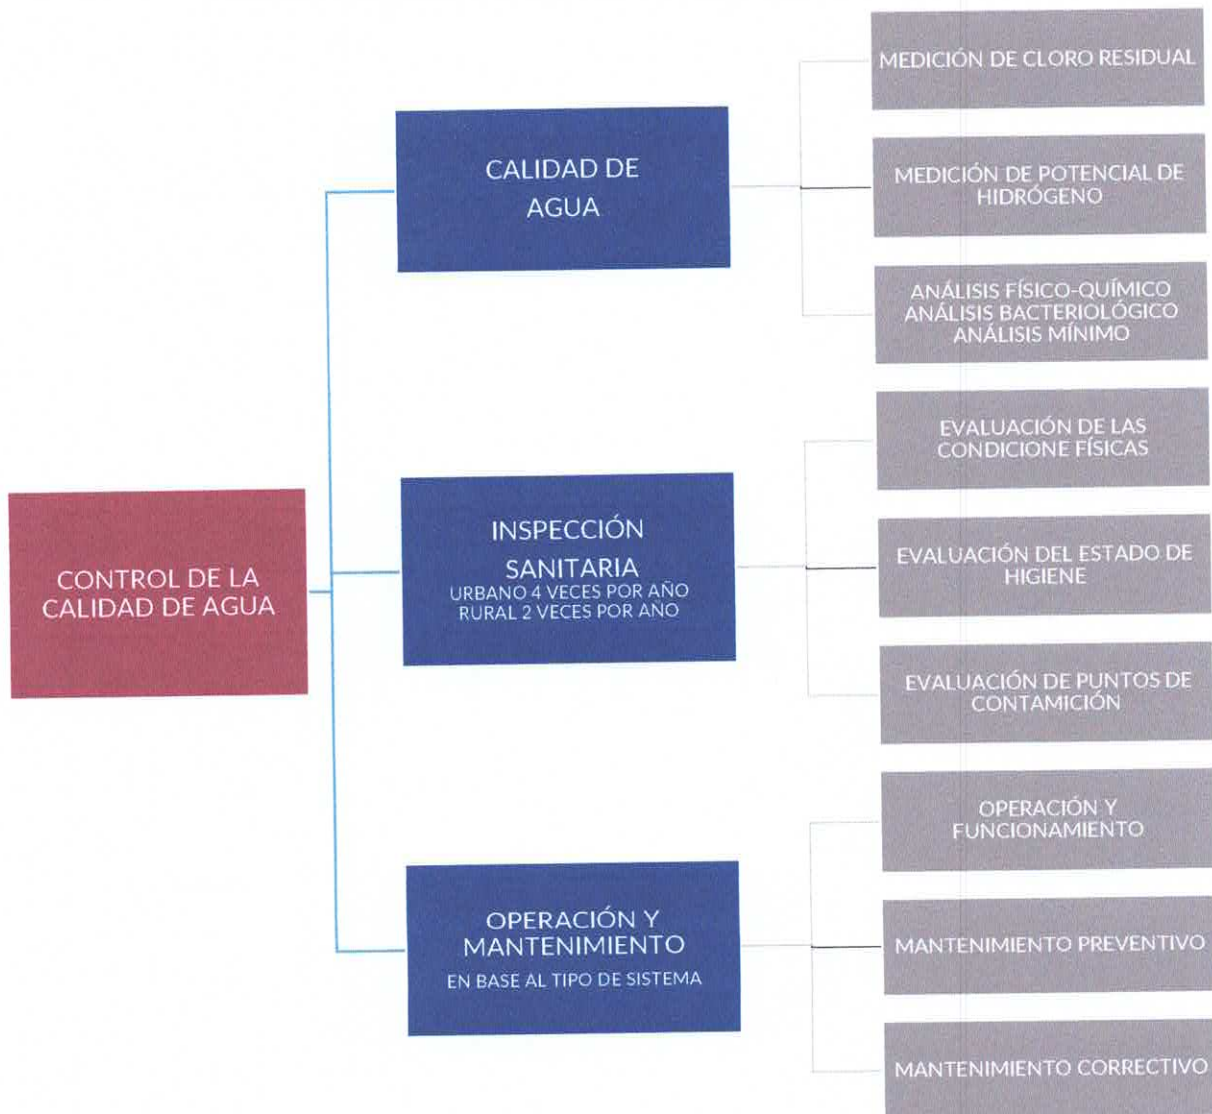 CONTROL DE LA
CALIDAD DE AGUA
CALIDAD DE
AGUA
MEDICIÓN DE CLORO RESIDUAL
MEDICIÓN DE POTENCIAL DE
HIDRÓGENO
ANÁLISIS FÍSICO-QUÍMICO
ANÁLISIS BACTERIOLÓGICO
ANÁLISIS MÍNIMO
INSPECCIÓN
SANITARIA
URBANO 4 VECES POR AÑO
RURAL 2 VECES POR AÑO
EVALUACIÓN DE LAS
CONDICIONE FÍSICAS
EVALUACIÓN DEL ESTADO DE
HIGIENE
EVALUACIÓN DE PUNTOS DE
CONTAMICIÓN
OPERACIÓN Y
MANTENIMIENTO
EN BASE AL TIPO DE SISTEMA
OPERACIÓN Y
FUNCIONAMIENTO
MANTENIMIENTO PREVENTIVO
MANTENIMIENTO CORRECTIVO